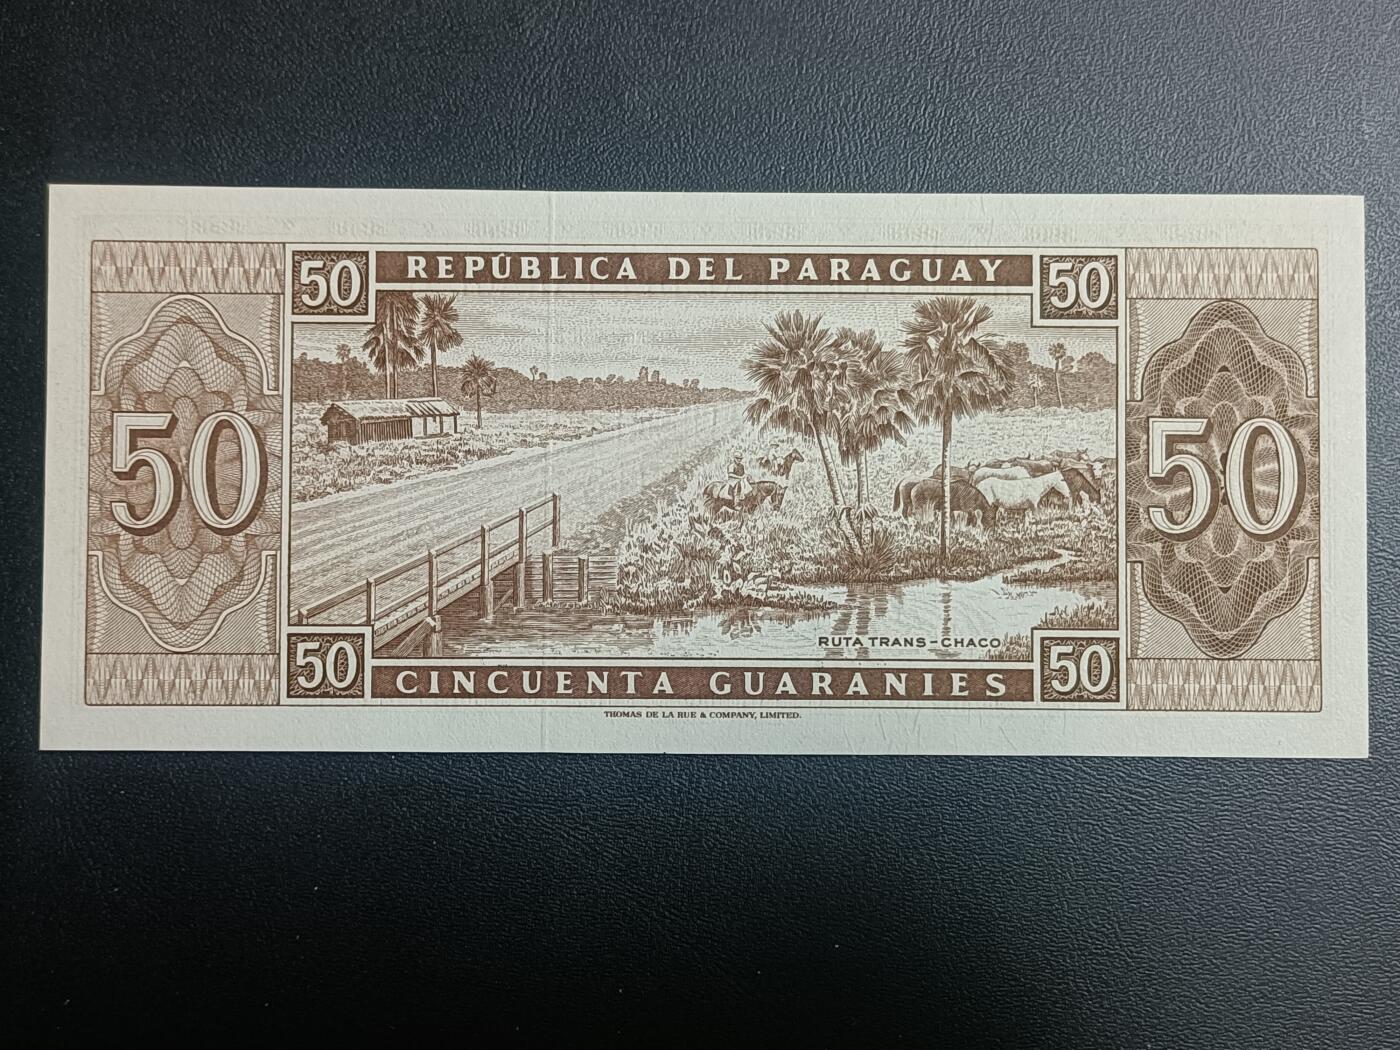 50 REPÚBLICA DEL PARAGUAY 50
50 50
RUTA TRANS-CHACO
50 CINCUENTA GUARANIES 50
THOMAS DE LA RUE & COMPANY, LIMITED.